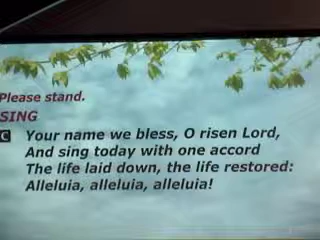 Please stand.
SING
C Your name we bless, O risen Lord,
And sing today with one accord
The life laid down, the life restored:
Alleluia, alleluia, alleluia!